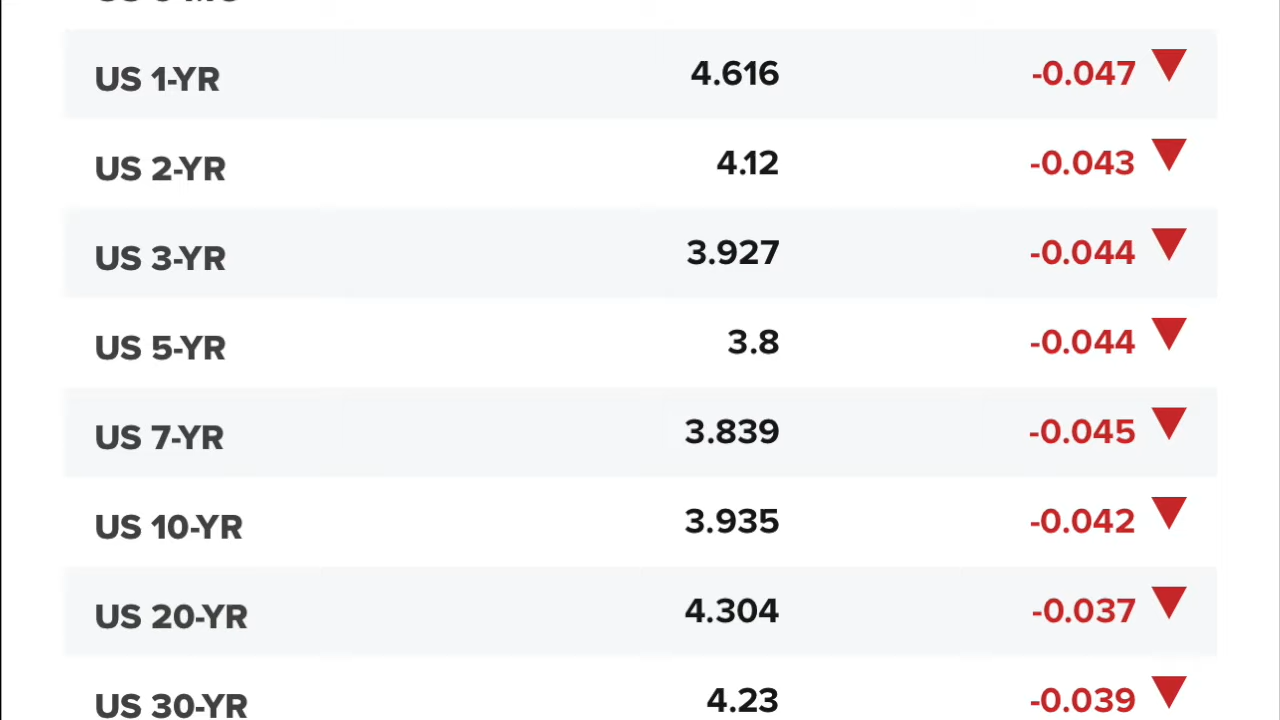 US 1-YR 4.616 -0.047
US 2-YR 4.12 -0.043
US 3-YR 3.927 -0.044
US 5-YR 3.8 -0.044
US 7-YR 3.839 -0.045
US 10-YR 3.935 -0.042
US 20-YR 4.304 -0.037
US 30-YR 4.23 -0.039